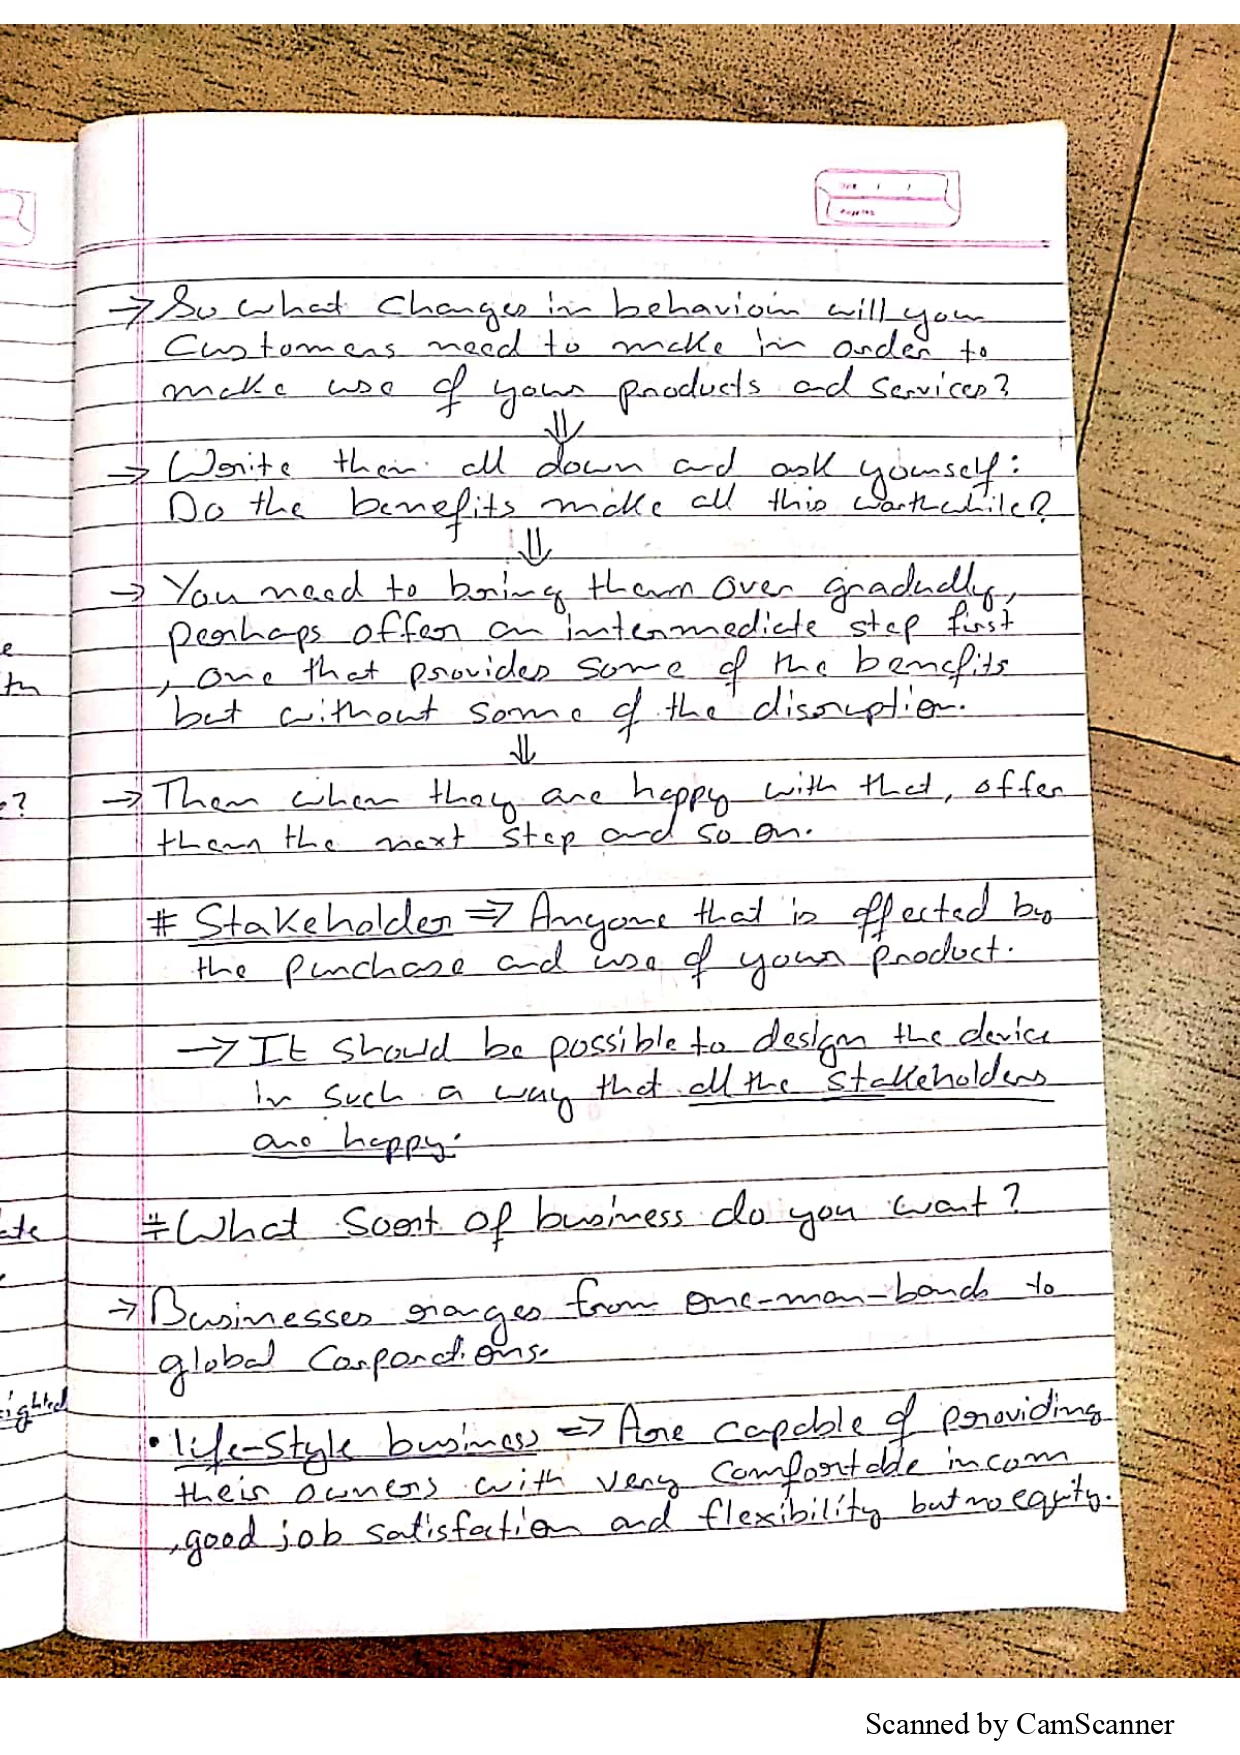 → So what changes in behaviour will your
Customers need to make in order to
make use of your products and services?
⇓
→ Write them all down and ask yourself:
Do the benefits make all this worthwhile?
⇓
→ You need to bring them over gradually,
perhaps offer an intermediate step first
, one that provides some of the benefits
but without some of the disruption.
⇓
→ Then when they are happy with that, offer
them the next step and so on.
# Stakeholder ⇒ Anyone that is effected by
the purchase and use of your product.
→ It should be possible to design the device
in such a way that all the stakeholders
are happy.
# What Sort of business do you want?
→ Businesses ranges from one-man-bands to
global Corporations.
• life-style business ⇒ Are capable of providing
their owners with very comfortable incom
, good job satisfaction and flexibility but no equity.
Scanned by CamScanner